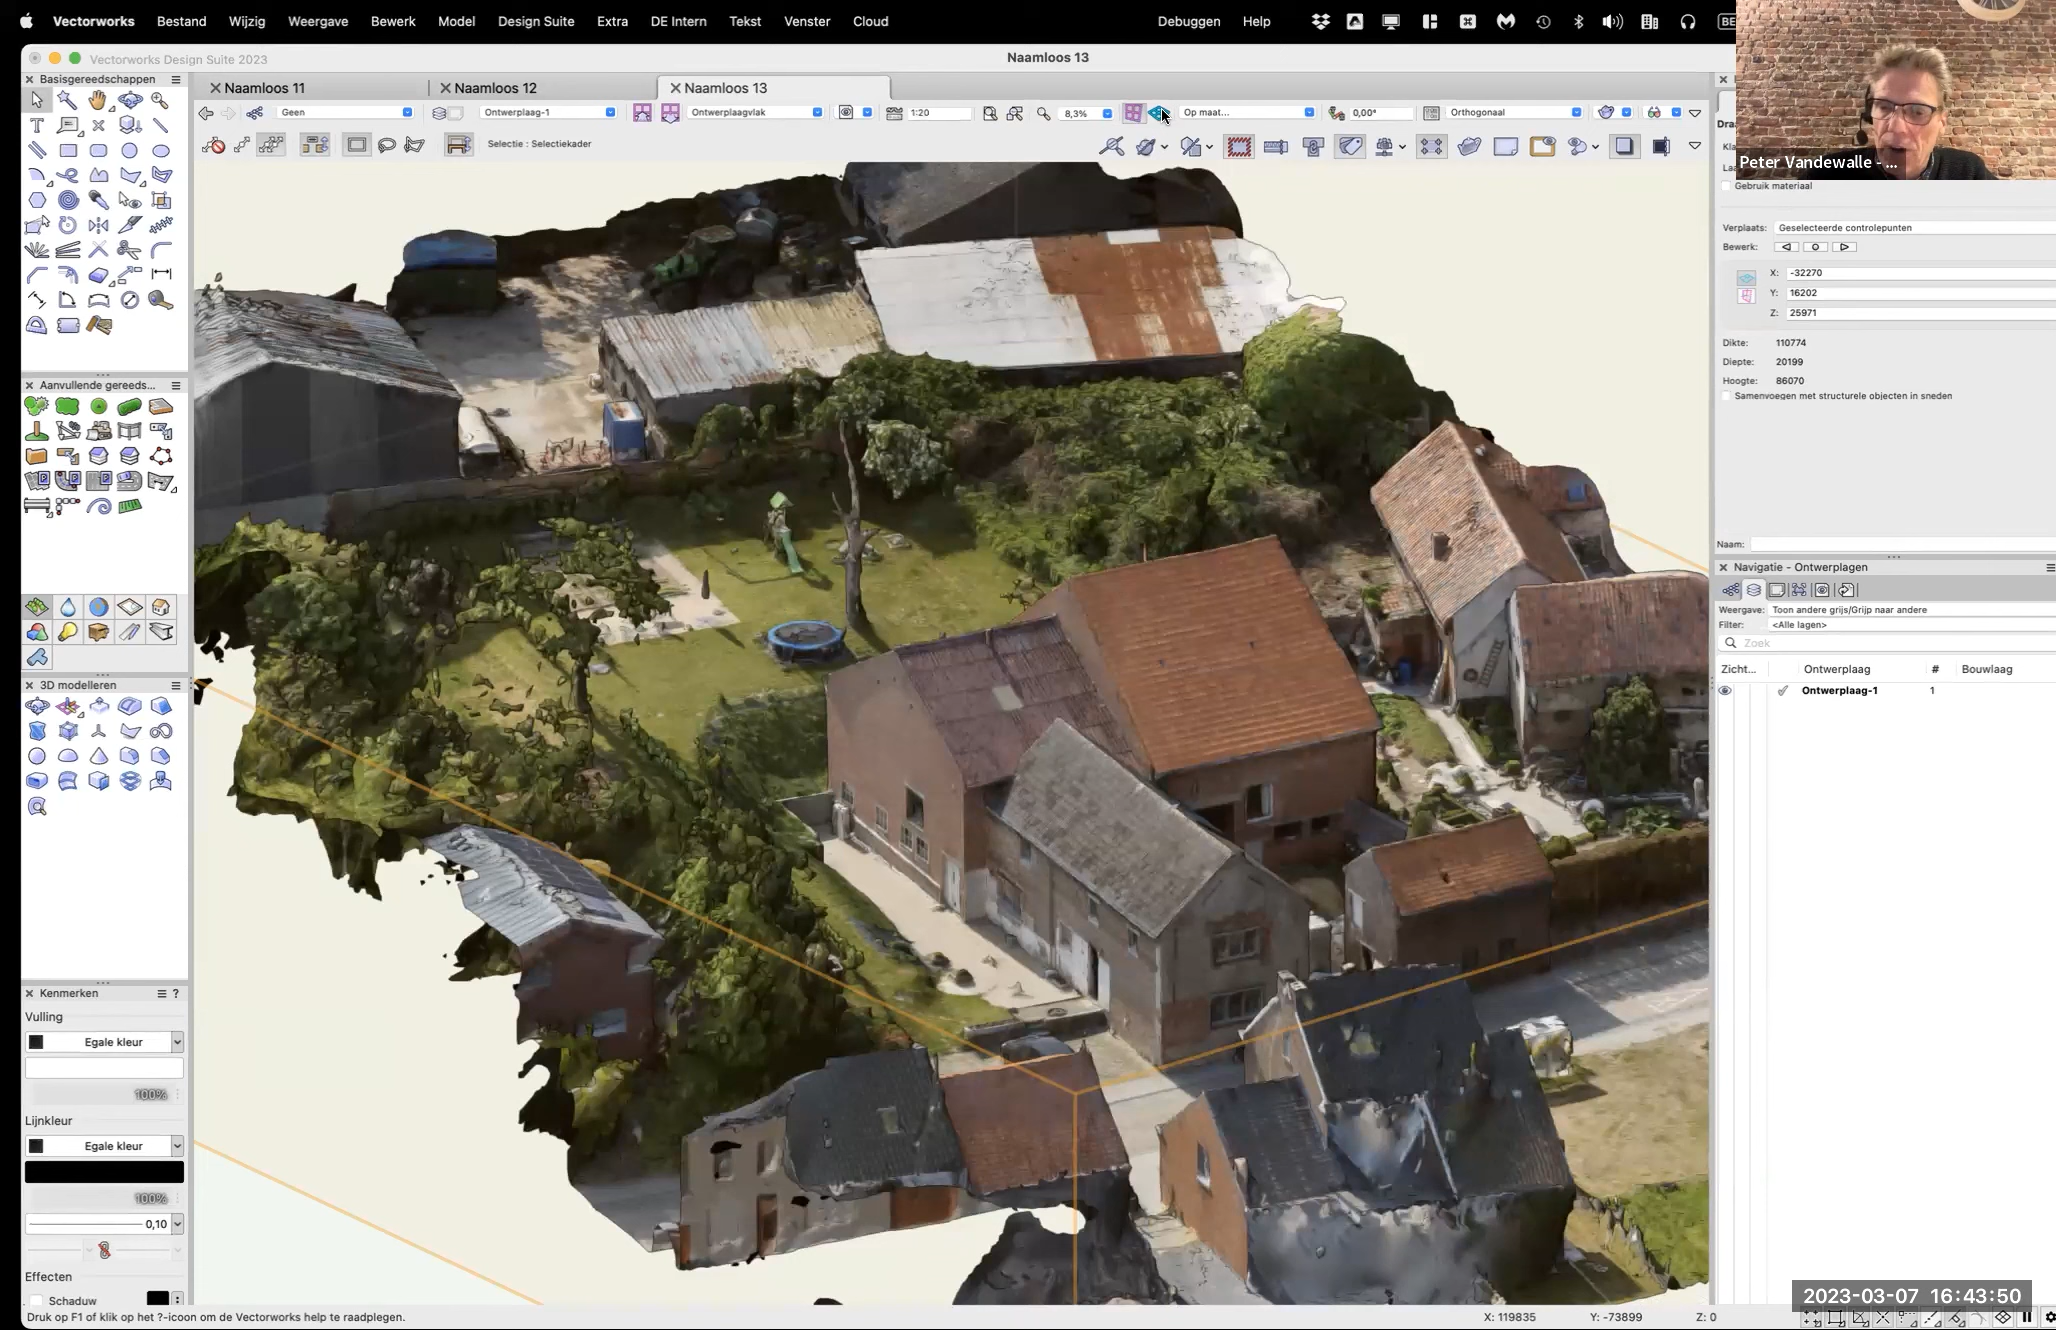 Vectorworks Bestand Wijzig Weergave Bewerk Model Design Suite Extra DE Intern Tekst Venster Cloud Debuggen Help BE
Vectorworks Design Suite 2023
Naamloos 13
Basisgereedschappen
Naamloos 11
Naamloos 12
Naamloos 13
Geen
Ontwerplaag-1
Ontwerplaagvlak
1:20
8,3%
Op maat...
0,00°
Orthogonaal
Selectie : Selectiekader
Peter Vandewalle - ...
Gebruik materiaal
Verplaats: Geselecteerde controlepunten
Bewerk:
X: -32270
Y: 16202
Z: 25971
Dikte: 110774
Diepte: 20199
Hoogte: 86070
Samenvoegen met structurele objecten in sneden
Naam:
Navigatie - Ontwerplagen
Weergave: Toon andere grijs/Grijp naar andere
Filter: <Alle lagen>
Zoek
Zicht... Ontwerplaag # Bouwlaag
Ontwerplaag-1 1
Aanvullende gereeds...
3D modelleren
Kenmerken ?
Vulling
Egale kleur
100%
Lijnkleur
Egale kleur
100%
0,10
Effecten
Schaduw
Druk op F1 of klik op het ?-icoon om de Vectorworks help te raadplegen.
X: 119835 Y: -73899 Z: 0
2023-03-07 16:43:50